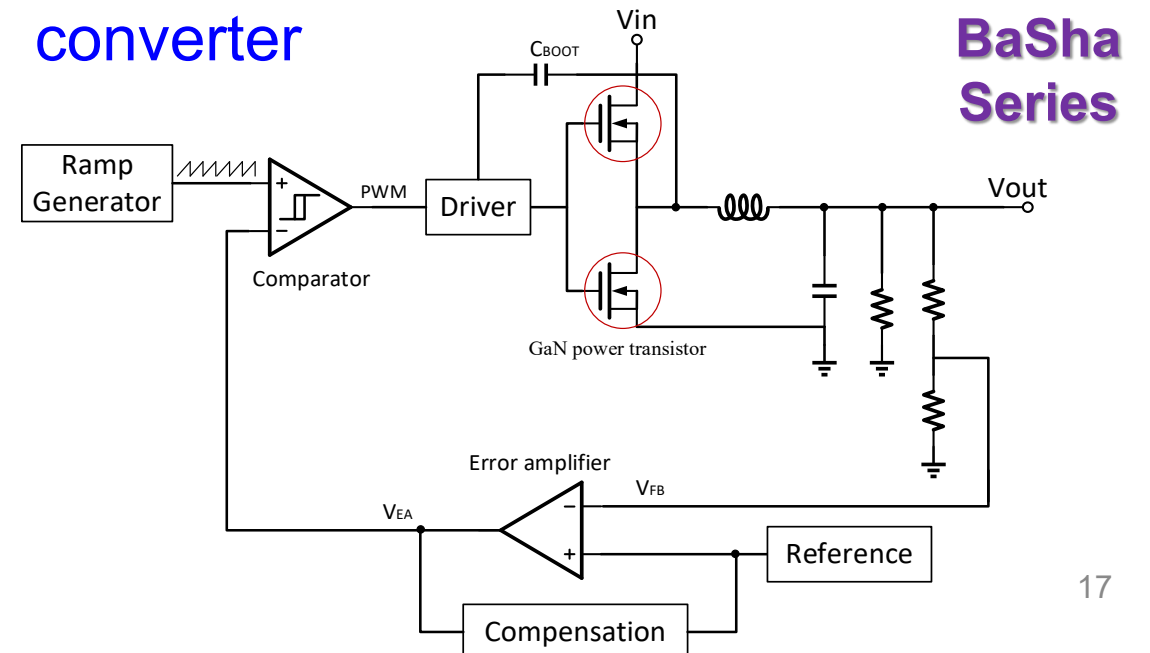 converter
BaSha
Series
Vin
CBOOT
Ramp
Generator
+
−
PWM
Driver
Comparator
Vout
GaN power transistor
Error amplifier
VEA
VFB
−
+
Reference
Compensation
17